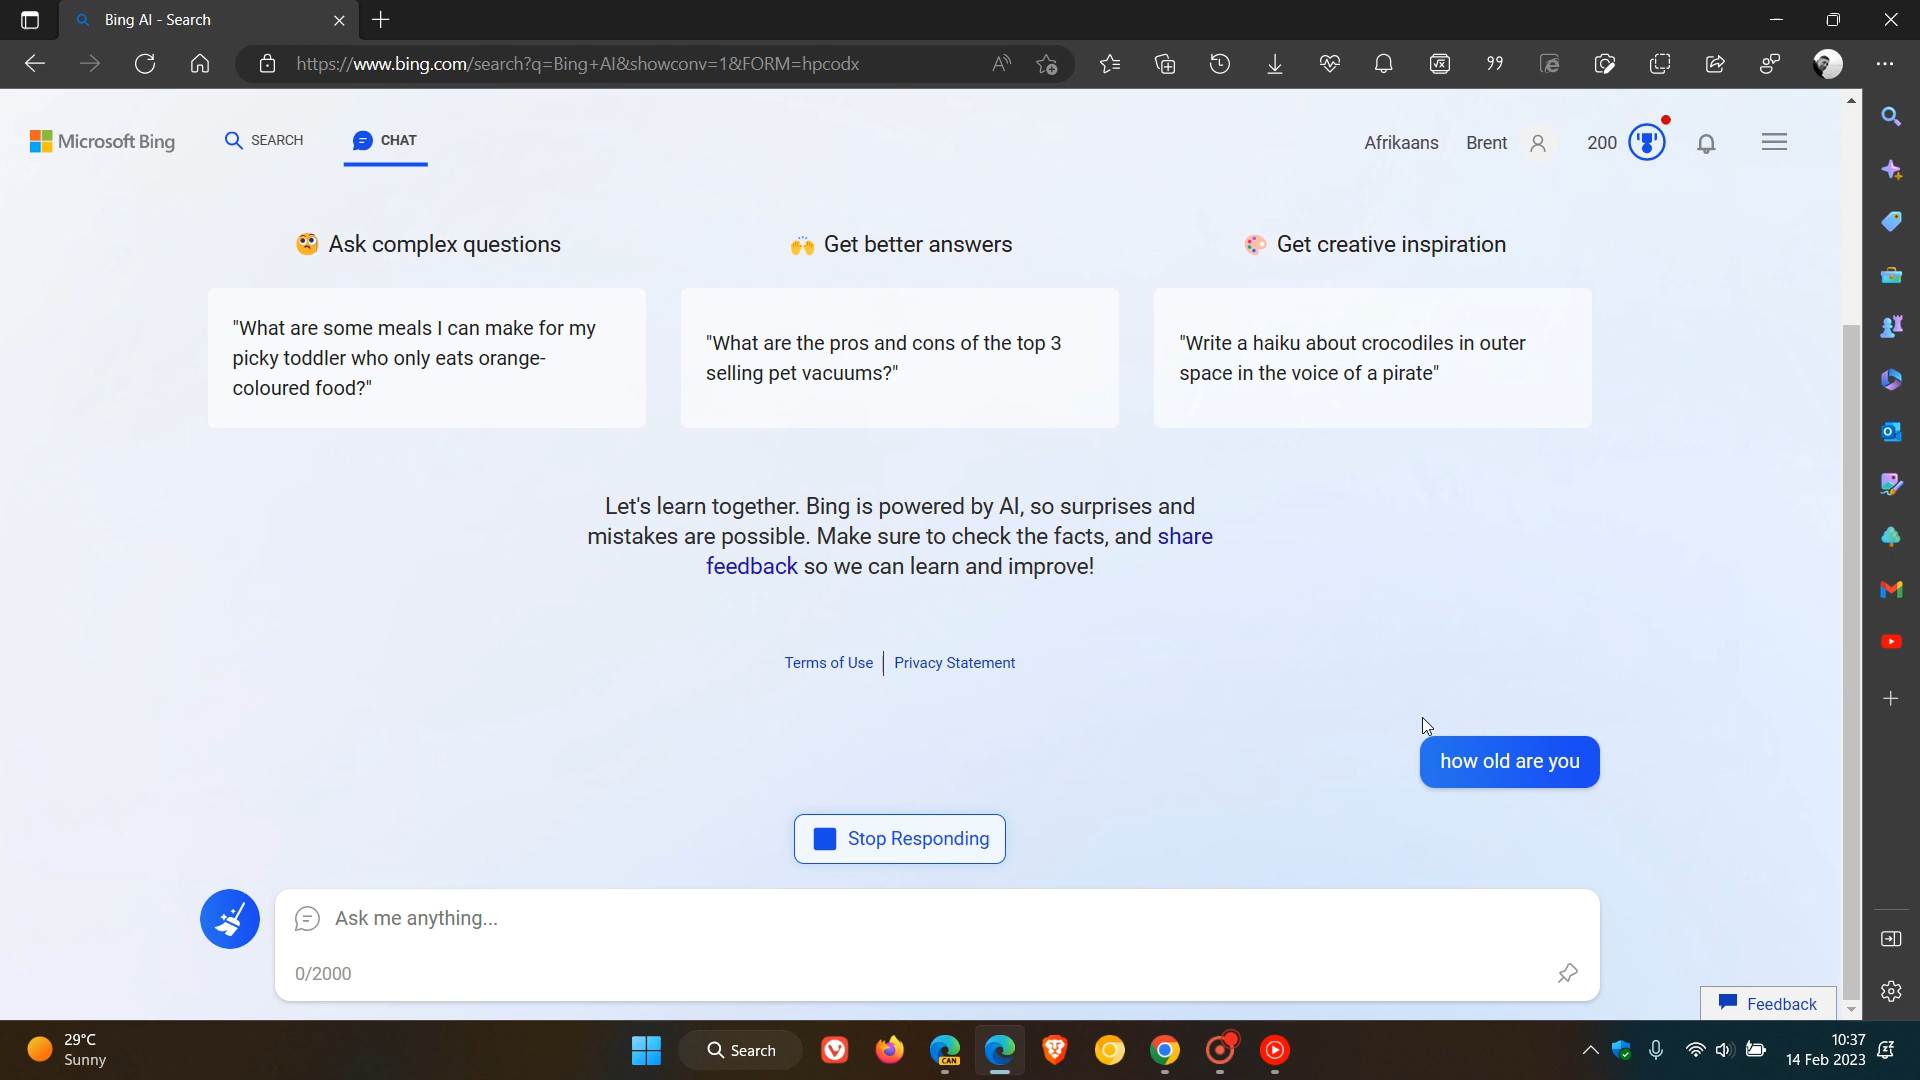 Bing AI - Search
https://www.bing.com/search?q=Bing+AI&showconv=1&FORM=hpcodx
Microsoft Bing
SEARCH
CHAT
Afrikaans
Brent
200
🧐 Ask complex questions
🙌 Get better answers
🎨 Get creative inspiration
"What are some meals I can make for my
picky toddler who only eats orange-
coloured food?"
"What are the pros and cons of the top 3
selling pet vacuums?"
"Write a haiku about crocodiles in outer
space in the voice of a pirate"
Let's learn together. Bing is powered by AI, so surprises and
mistakes are possible. Make sure to check the facts, and share
feedback so we can learn and improve!
Terms of Use
Privacy Statement
how old are you
Stop Responding
Ask me anything...
0/2000
Feedback
29°C
Sunny
Search
CAN
10:37
14 Feb 2023